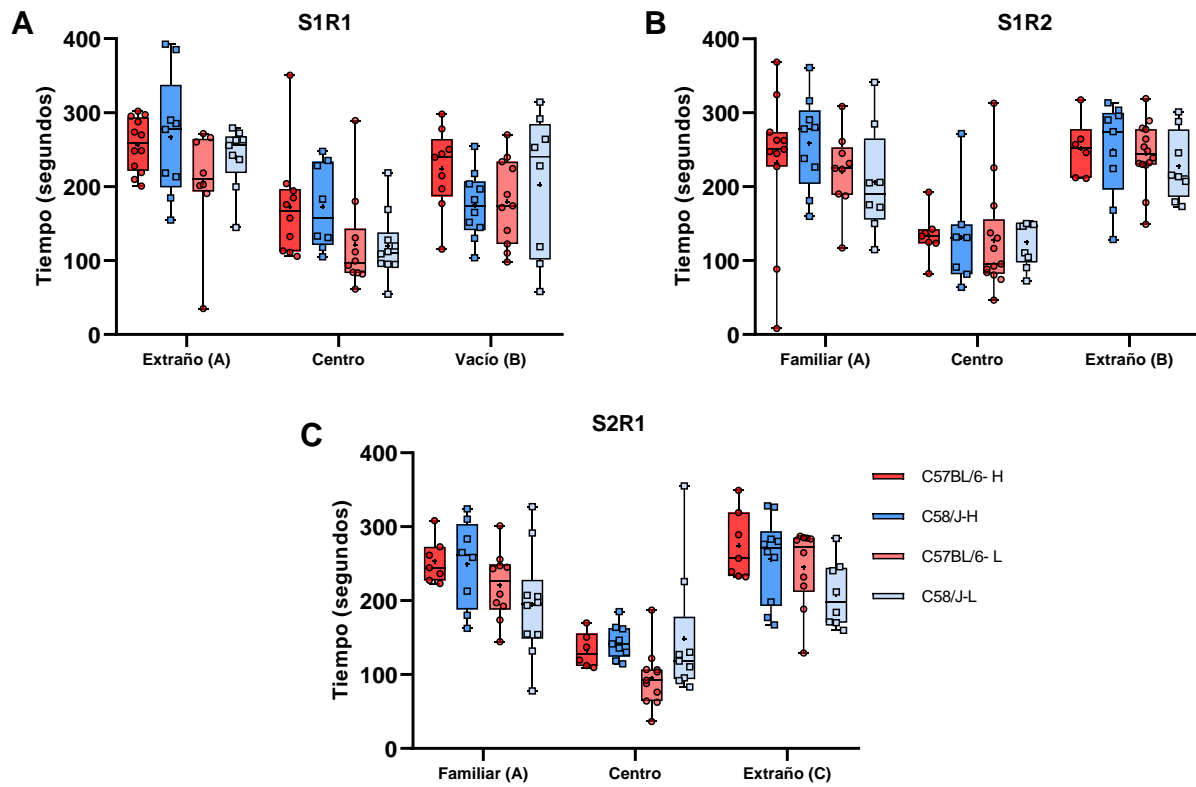 A
S1R1
Tiempo (segundos)
400
300
200
100
0
Extraño (A)
Centro
Vacío (B)
B
S1R2
Tiempo (segundos)
400
300
200
100
0
Familiar (A)
Centro
Extraño (B)
C
S2R1
Tiempo (segundos)
400
300
200
100
0
Familiar (A)
Centro
Extraño (C)
C57BL/6- H
C58/J-H
C57BL/6- L
C58/J-L